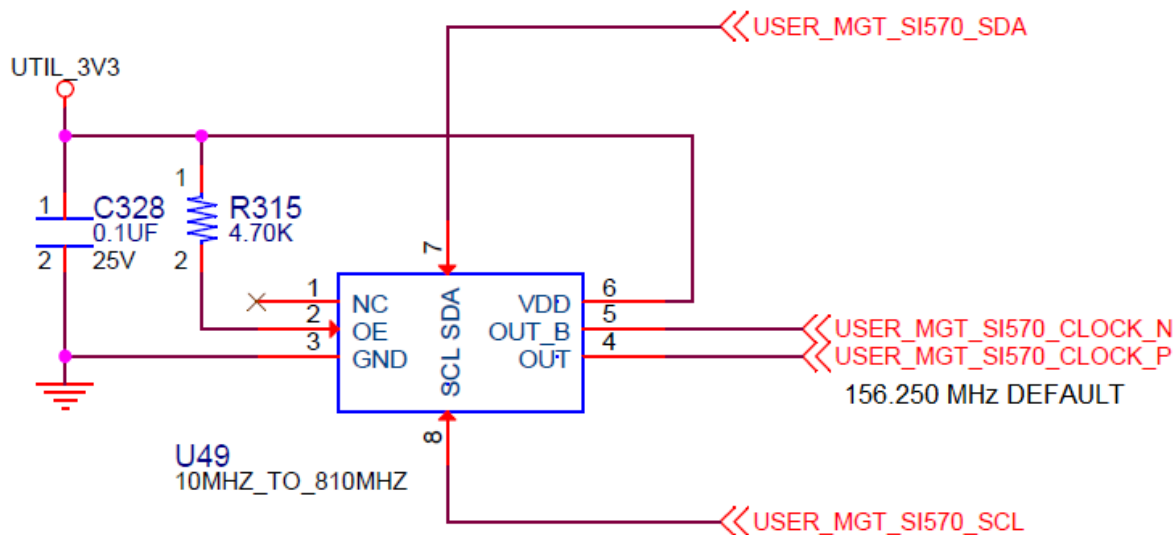 USER_MGT_SI570_SDA
UTIL_3V3
1
C328
0.1UF
25V
2
1
R315
4.70K
2
7
1
NC
2
OE
3
GND
SCL SDA
VDD
6
OUT_B
5
OUT
4
USER_MGT_SI570_CLOCK_N
USER_MGT_SI570_CLOCK_P
156.250 MHz DEFAULT
8
U49
10MHZ_TO_810MHZ
USER_MGT_SI570_SCL